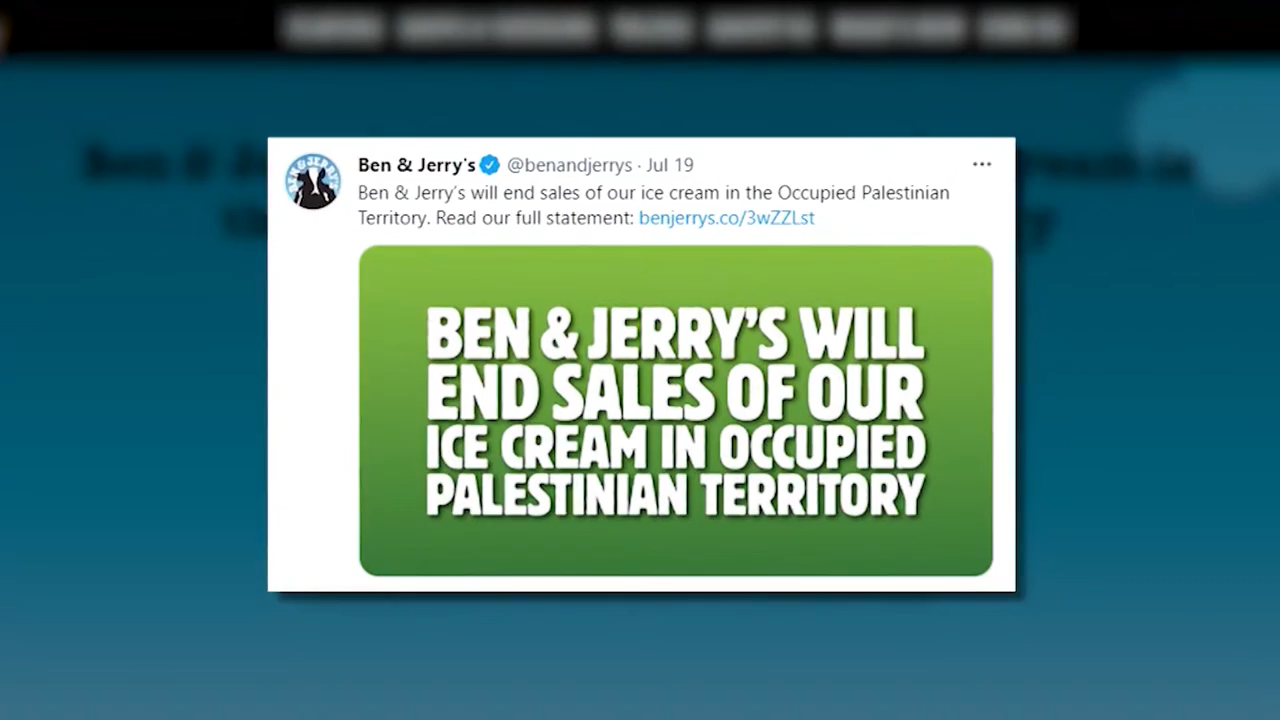 Ben & Jerry's @benandjerrys · Jul 19
Ben & Jerry's will end sales of our ice cream in the Occupied Palestinian
Territory. Read our full statement: benjerrys.co/3wZZLst
BEN & JERRY'S WILL
END SALES OF OUR
ICE CREAM IN OCCUPIED
PALESTINIAN TERRITORY
BEN & JERRY'S